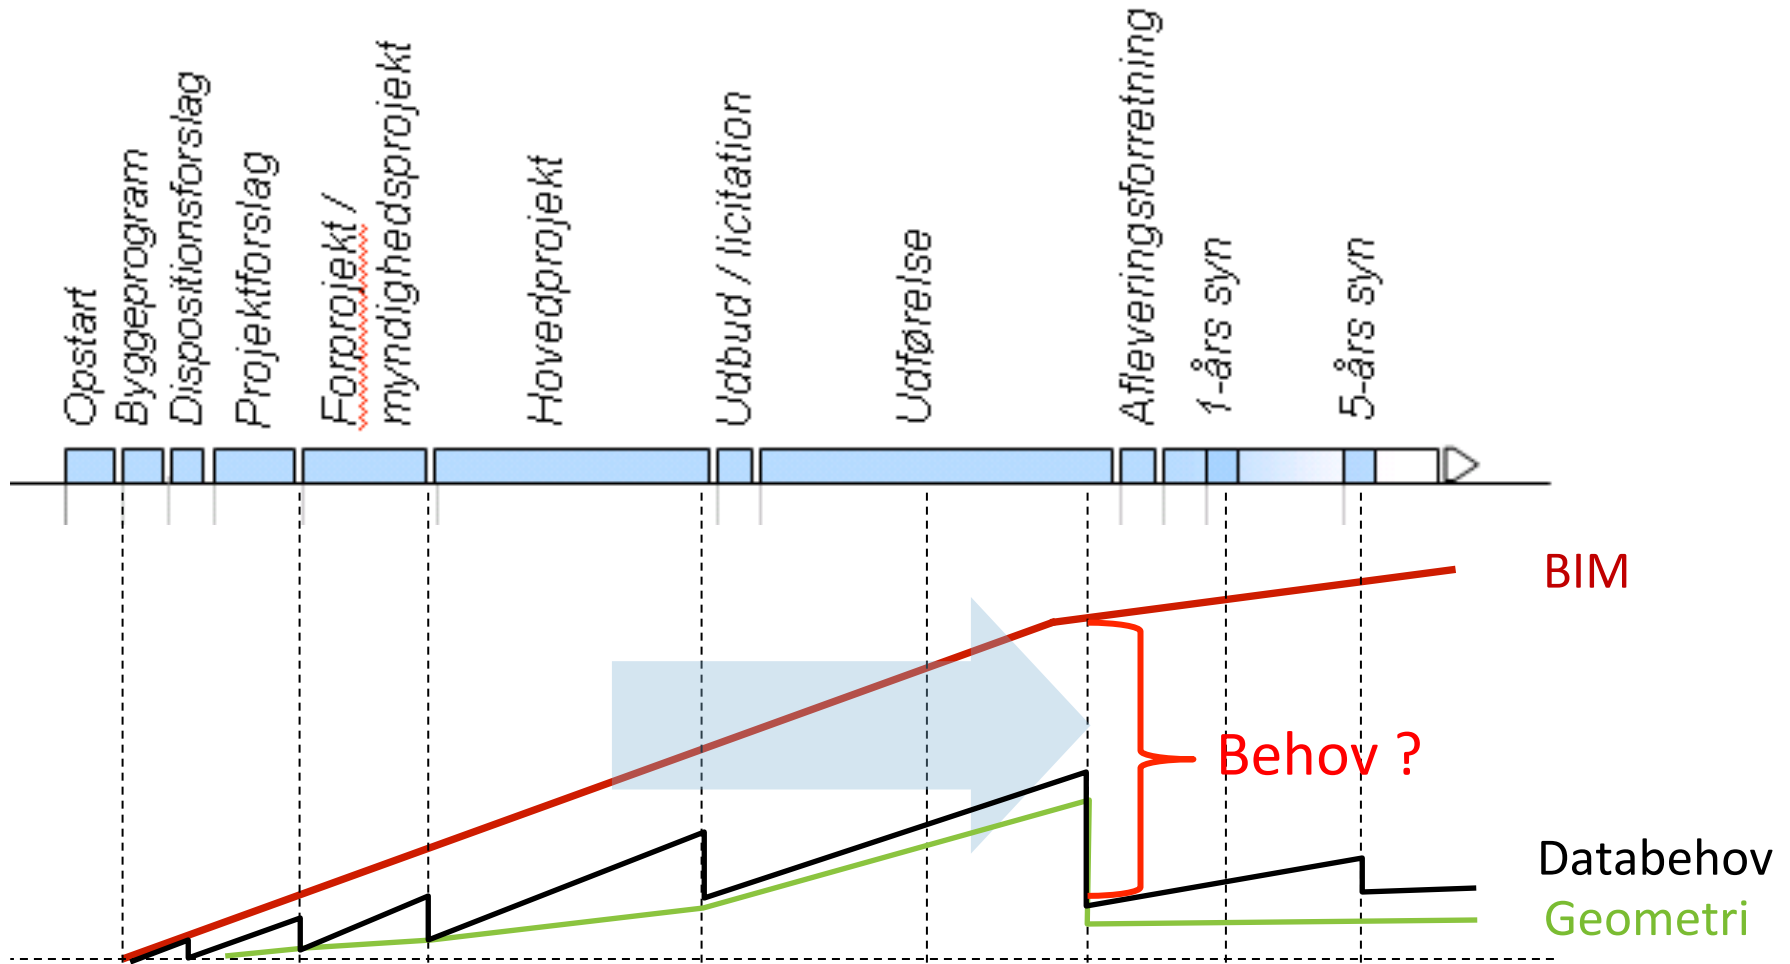 Opstart
Byggeprogram
Dispositionsforslag
Projektforslag
Forprojekt /
myndighedsprojekt
Hovedprojekt
Udbud / licitation
Udførelse
Afleveringsforretning
1-års syn
5-års syn
BIM
Behov ?
Databehov
Geometri